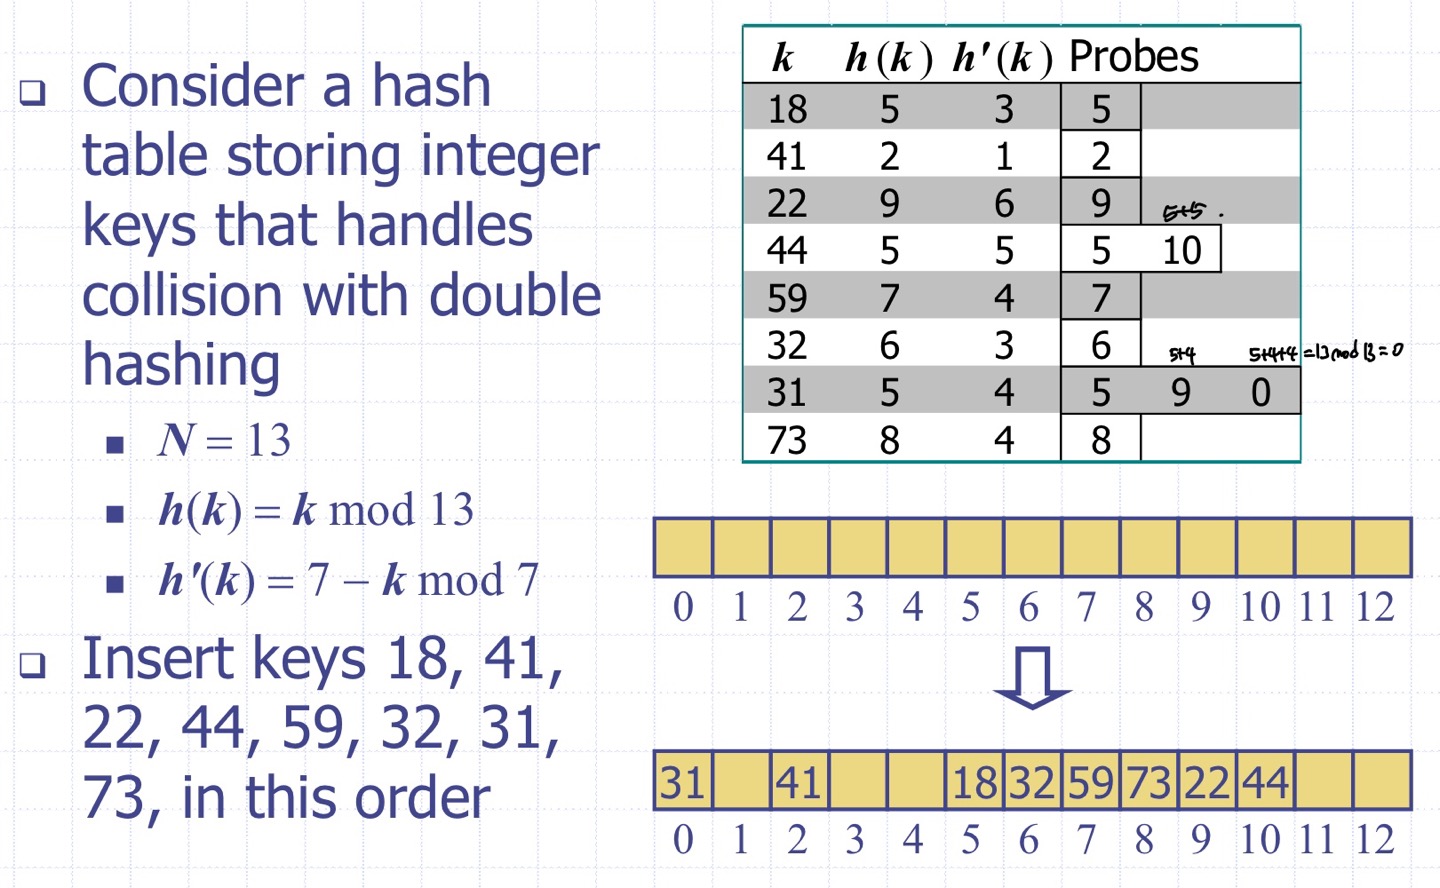 ❑ Consider a hash
table storing integer
keys that handles
collision with double
hashing
■ N = 13
■ h(k) = k mod 13
■ h'(k) = 7 − k mod 7
❑ Insert keys 18, 41,
22, 44, 59, 32, 31,
73, in this order
k h(k) h'(k) Probes
18 5 3 5
41 2 1 2
22 9 6 9
5+5
44 5 5 5 10
59 7 4 7
32 6 3 6
5+4 5+4+4 =13mod 13=0
31 5 4 5 9 0
73 8 4 8
0 1 2 3 4 5 6 7 8 9 10 11 12
31 41 18 32 59 73 22 44
0 1 2 3 4 5 6 7 8 9 10 11 12